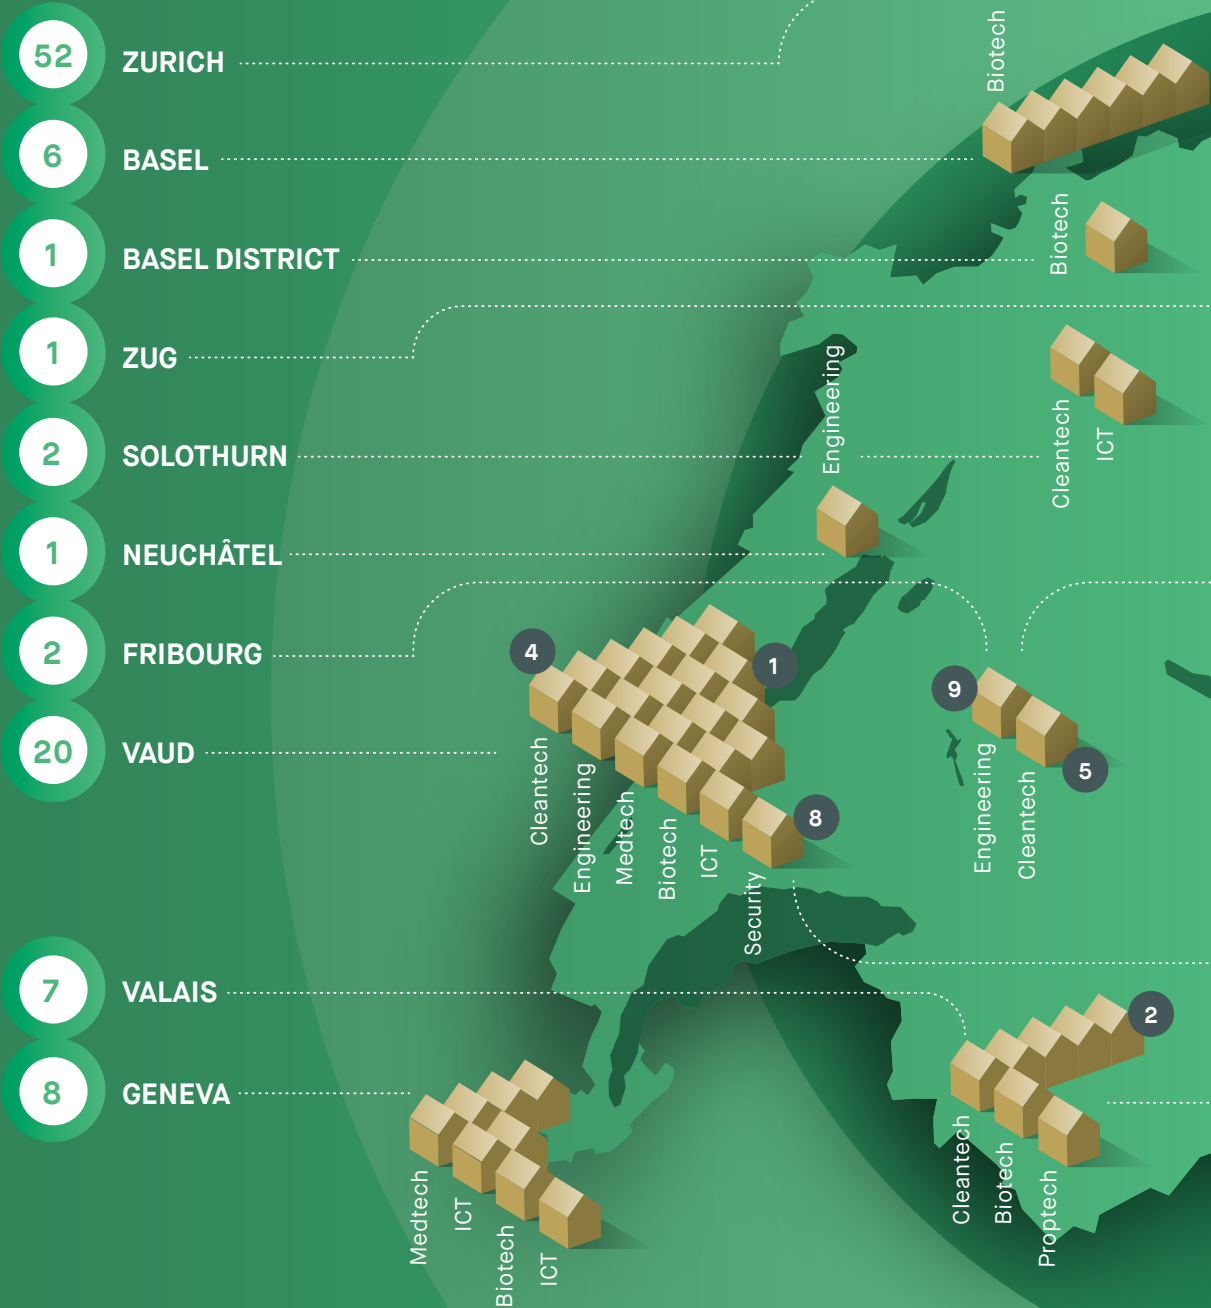 52 ZURICH
Biotech
6 BASEL
Biotech
1 BASEL DISTRICT
1 ZUG
Engineering
Cleantech
ICT
2 SOLOTHURN
1 NEUCHÂTEL
2 FRIBOURG
4
1
9
5
Engineering
Cleantech
20 VAUD
Cleantech
Engineering
Medtech
Biotech
ICT
Security
8
7 VALAIS
2
Cleantech
Biotech
Proptech
8 GENEVA
Medtech
ICT
Biotech
ICT